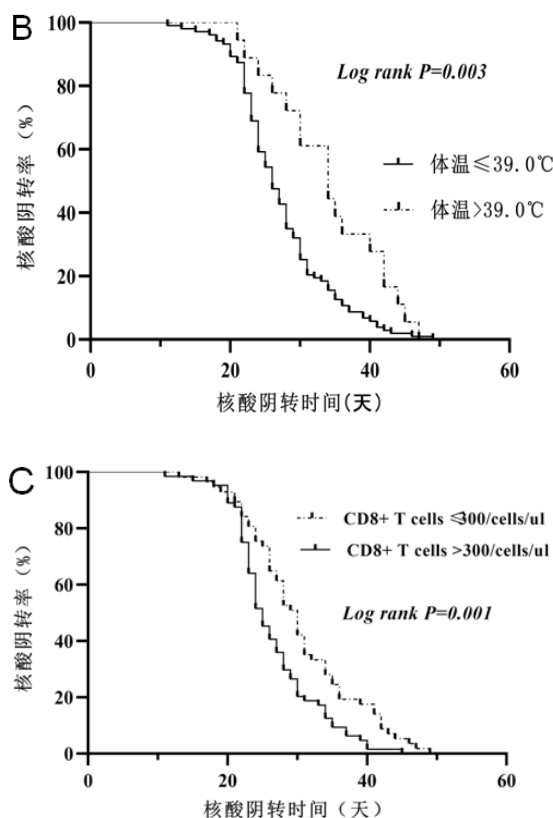 B
100
80
60
40
20
0
核酸阴转率（%）
Log rank P=0.003
体温≤39.0℃
体温>39.0℃
0 20 40 60
核酸阴转时间(天)
C
100
80
60
40
20
0
核酸阴转率（%）
CD8+ T cells ≤300/cells/ul
CD8+ T cells >300/cells/ul
Log rank P=0.001
0 20 40 60
核酸阴转时间（天）